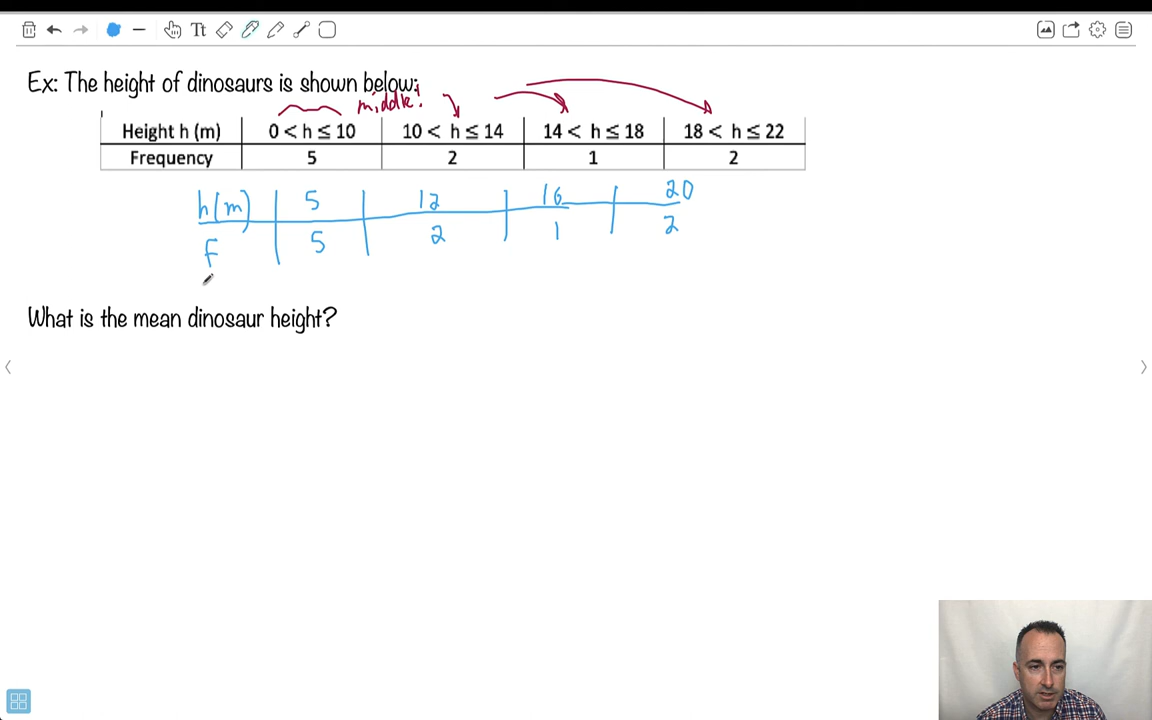 Tt
Ex: The height of dinosaurs is shown below:
middle!
Height h (m) 0 < h ≤ 10 10 < h ≤ 14 14 < h ≤ 18 18 < h ≤ 22
Frequency 5 2 1 2
h(m) 5 12 16 20
F 5 2 1 2
What is the mean dinosaur height?